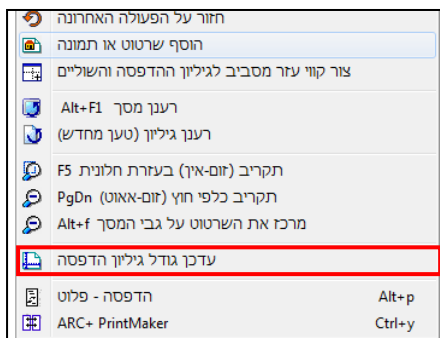 חזור על הפעולה האחרונה
הוסף שרטוט או תמונה
צור קווי עזר מסביב לגיליון ההדפסה והשוליים
רענן מסך Alt+F1
רענן גיליון (טען מחדש)
תקריב (זום-אין) בעזרת חלונית F5
תקריב כלפי חוץ (זום-אאוט) PgDn
מרכז את השרטוט על גבי המסך Alt+f
עדכן גודל גיליון הדפסה
הדפסה - פלוט Alt+p
ARC+ PrintMaker Ctrl+y